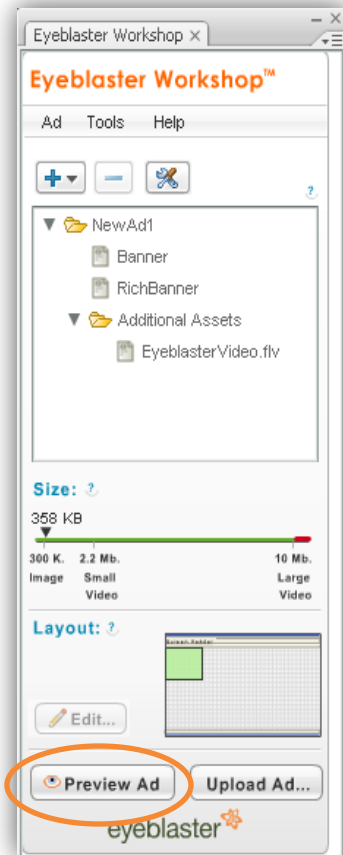 Eyeblaster Workshop ×
Eyeblaster Workshop™
Ad Tools Help
?
NewAd1
Banner
RichBanner
Additional Assets
EyeblasterVideo.flv
Size: ?
358 KB
300 K. 2.2 Mb. 10 Mb.
Image Small Large
Video Video
Layout: ?
Edit...
Preview Ad Upload Ad...
eyeblaster